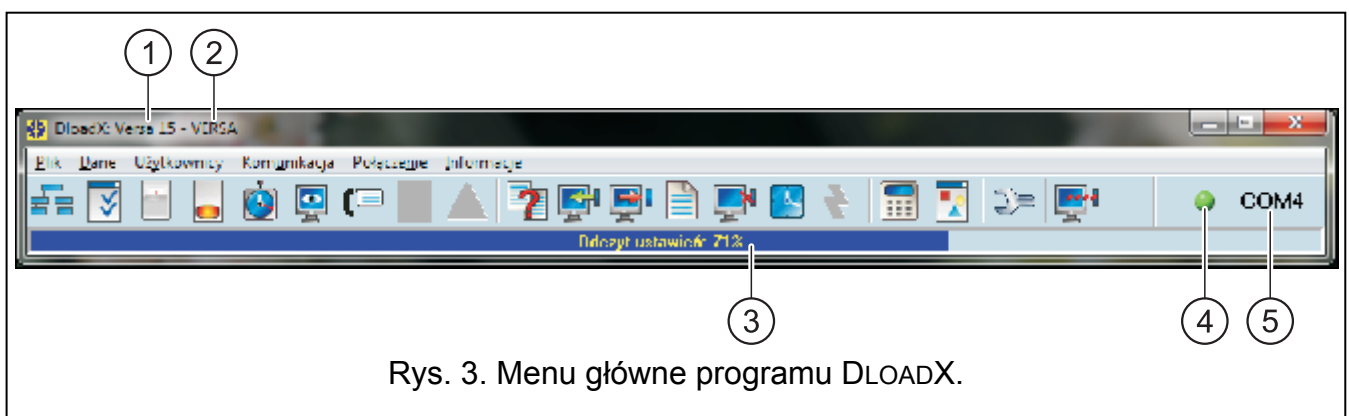 1 2
DloadX: Versa 15 - VERSA
Plik Dane Użytkownicy Komunikacja Połączenie Informacje
COM4
Odczyt ustawień: 71%
3 4 5
Rys. 3. Menu główne programu DLOADX.